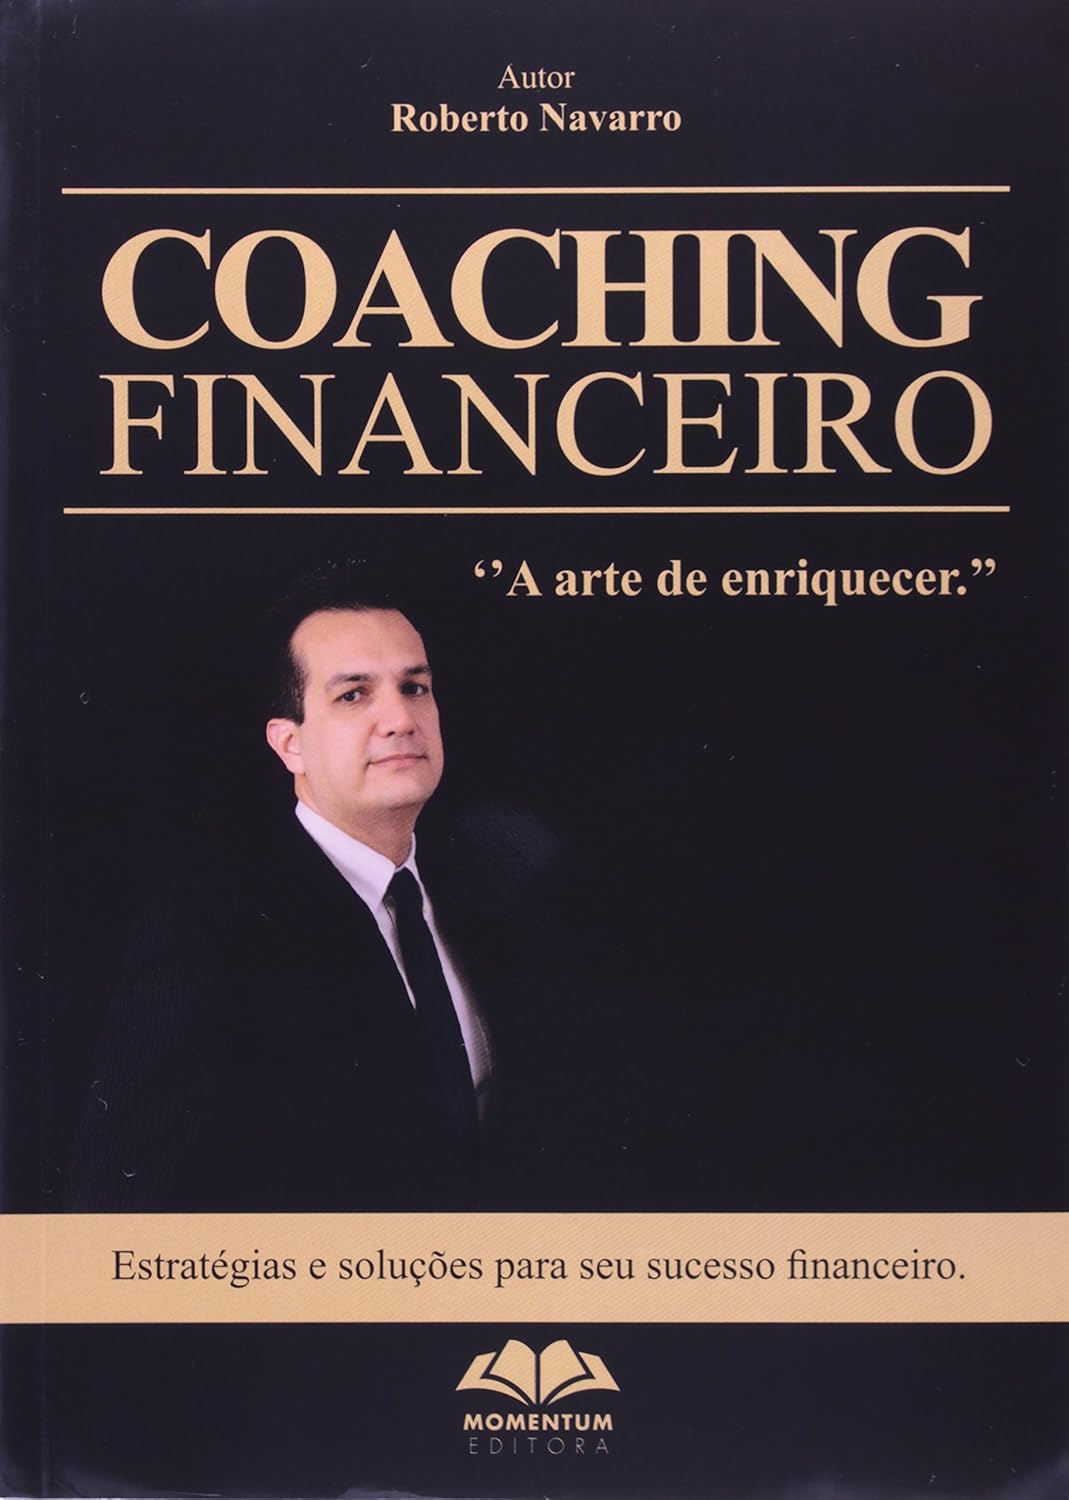 Autor
Roberto Navarro
COACHING
FINANCEIRO
‘’A arte de enriquecer.”
Estratégias e soluções para seu sucesso financeiro.
MOMENTUM
EDITORA